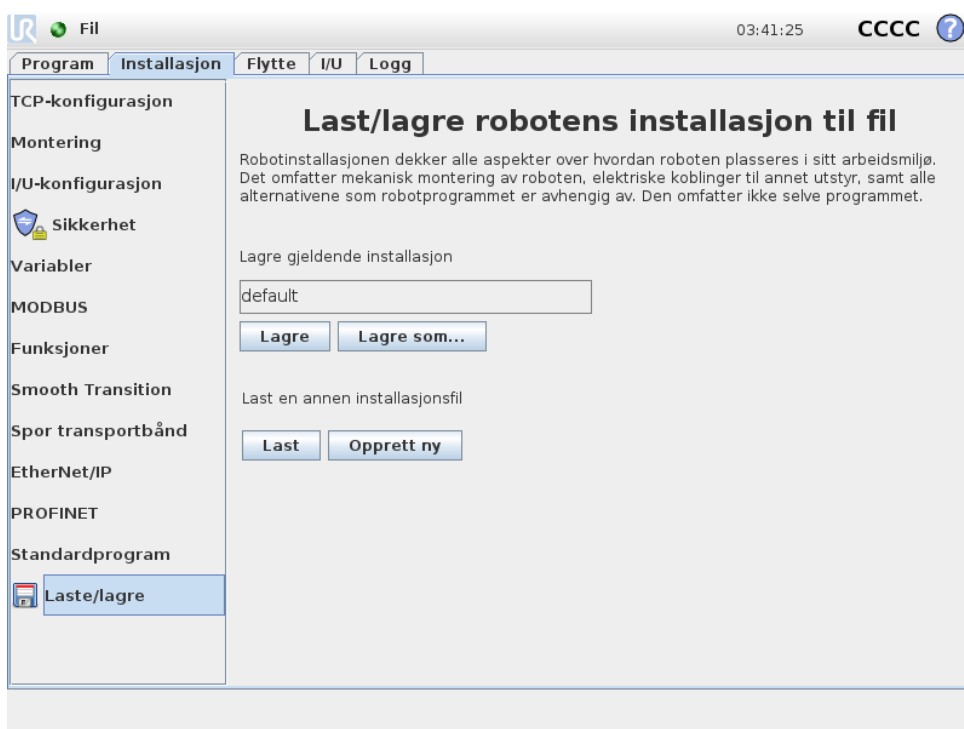 UR Fil 03:41:25 CCCC ?
Program Installasjon Flytte I/U Logg
TCP-konfigurasjon
Montering
I/U-konfigurasjon
Sikkerhet
Variabler
MODBUS
Funksjoner
Smooth Transition
Spor transportbånd
EtherNet/IP
PROFINET
Standardprogram
Laste/lagre
Last/lagre robotens installasjon til fil
Robotinstallasjonen dekker alle aspekter over hvordan roboten plasseres i sitt arbeidsmiljø.
Det omfatter mekanisk montering av roboten, elektriske koblinger til annet utstyr, samt alle
alternativene som robotprogrammet er avhengig av. Den omfatter ikke selve programmet.
Lagre gjeldende installasjon
default
Lagre Lagre som...
Last en annen installasjonsfil
Last Opprett ny